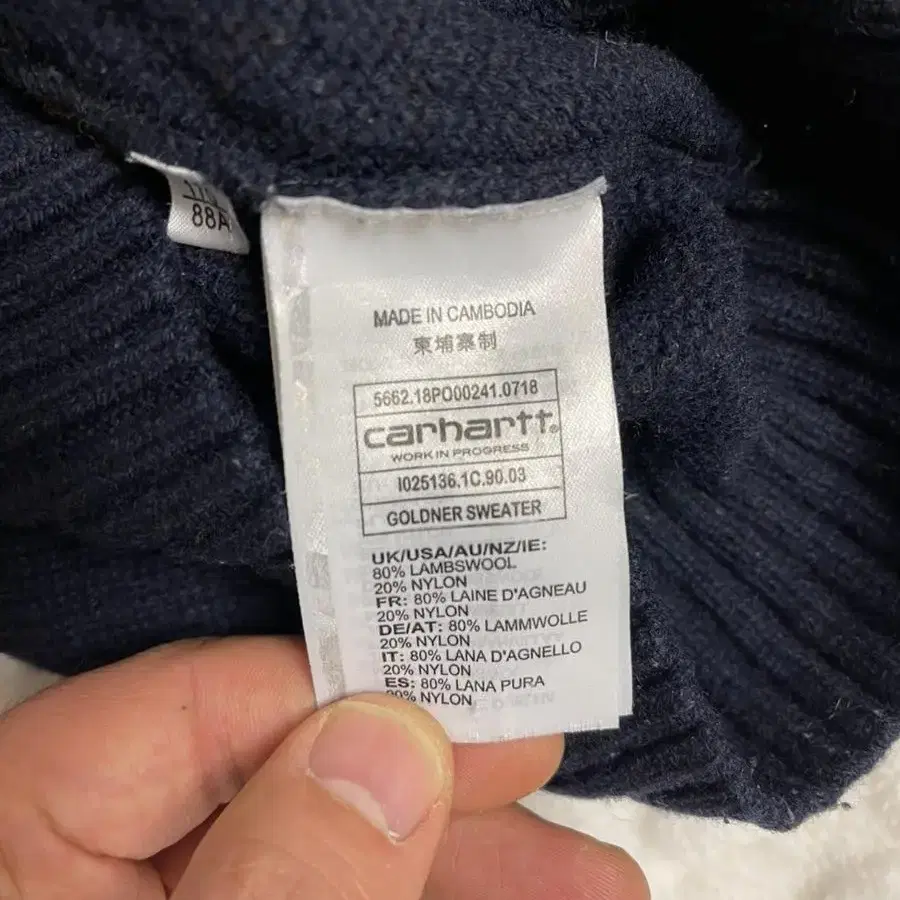 88A
MADE IN CAMBODIA
柬埔寨制
5662.18PO00241.0718
carhartt®
WORK IN PROGRESS
I025136.1C.90.03
GOLDNER SWEATER
UK/USA/AU/NZ/IE:
80% LAMBSWOOL
20% NYLON
FR: 80% LAINE D'AGNEAU
20% NYLON
DE/AT: 80% LAMMWOLLE
20% NYLON
IT: 80% LANA D'AGNELLO
20% NYLON
ES: 80% LANA PURA
20% NYLON